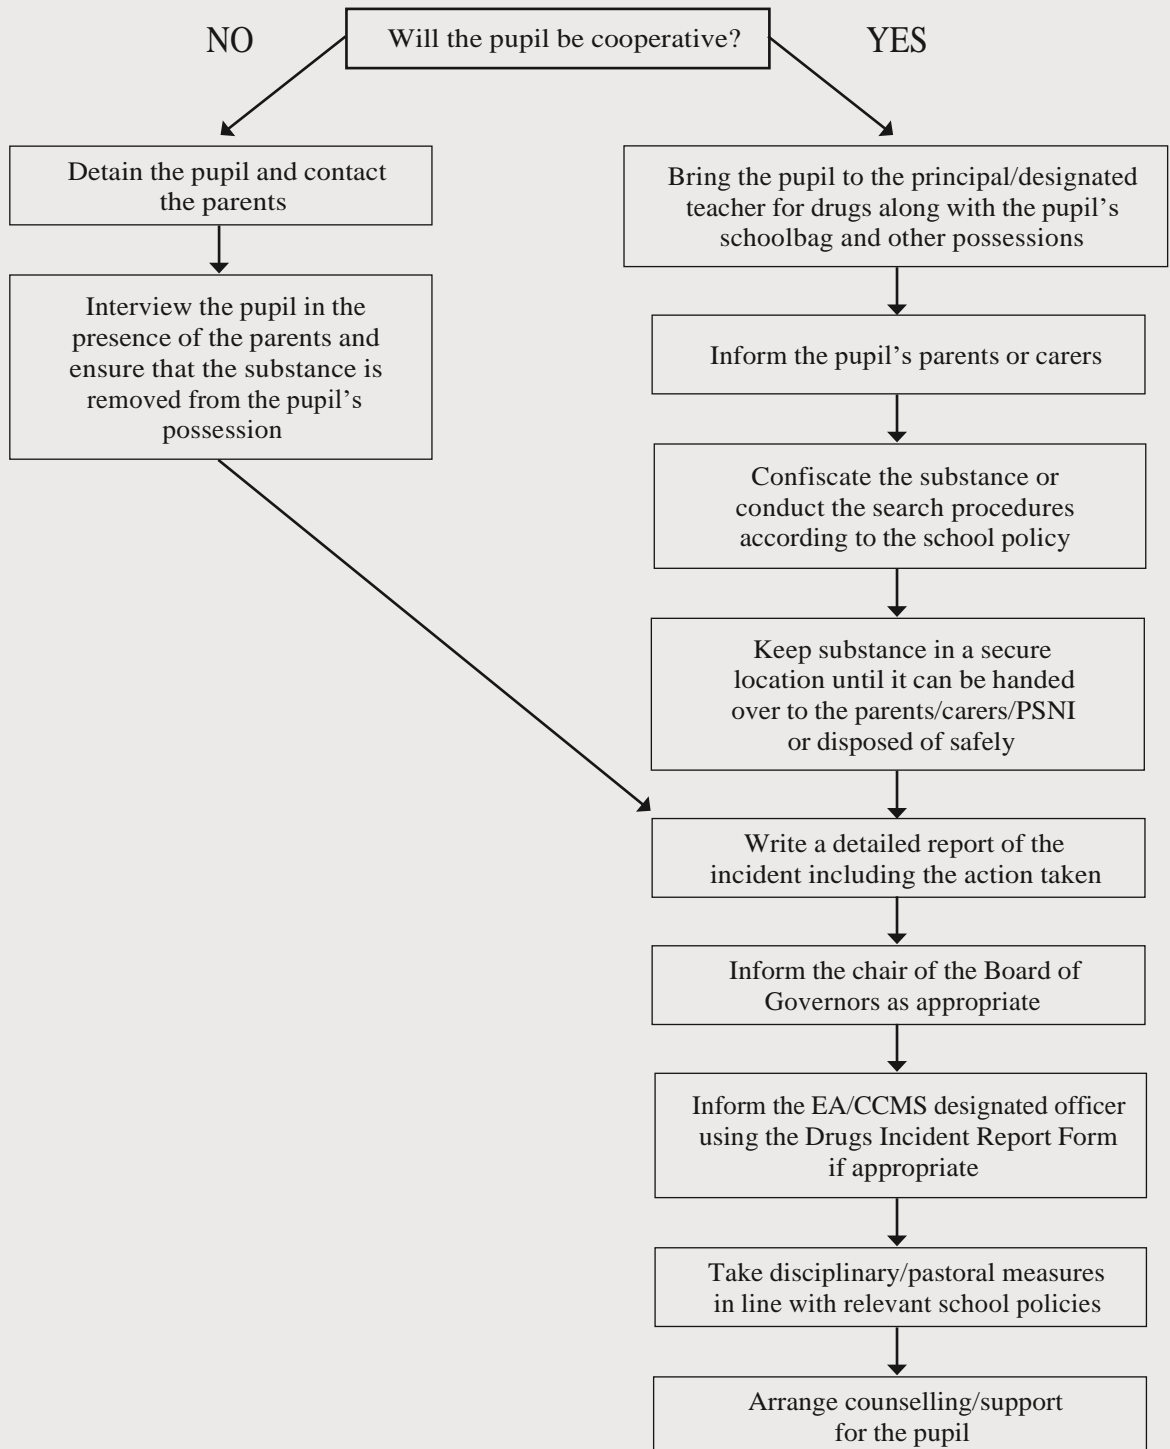 Will the pupil be cooperative?
NO
YES
Detain the pupil and contact
the parents
Interview the pupil in the
presence of the parents and
ensure that the substance is
removed from the pupil’s
possession
Bring the pupil to the principal/designated
teacher for drugs along with the pupil’s
schoolbag and other possessions
Inform the pupil’s parents or carers
Confiscate the substance or
conduct the search procedures
according to the school policy
Keep substance in a secure
location until it can be handed
over to the parents/carers/PSNI
or disposed of safely
Write a detailed report of the
incident including the action taken
Inform the chair of the Board of
Governors as appropriate
Inform the EA/CCMS designated officer
using the Drugs Incident Report Form
if appropriate
Take disciplinary/pastoral measures
in line with relevant school policies
Arrange counselling/support
for the pupil